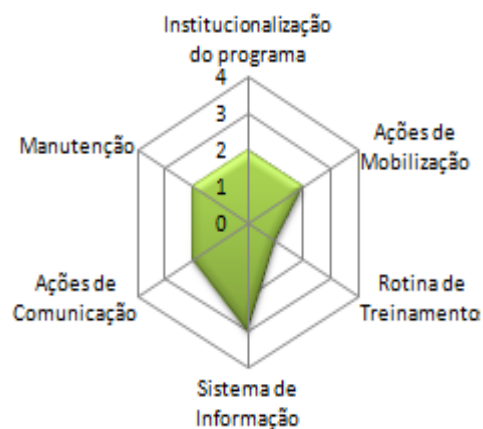 Institucionalização
do programa
4
3
2
1
0
Ações de
Mobilização
Rotina de
Treinamento
Sistema de
Informação
Ações de
Comunicação
Manutenção